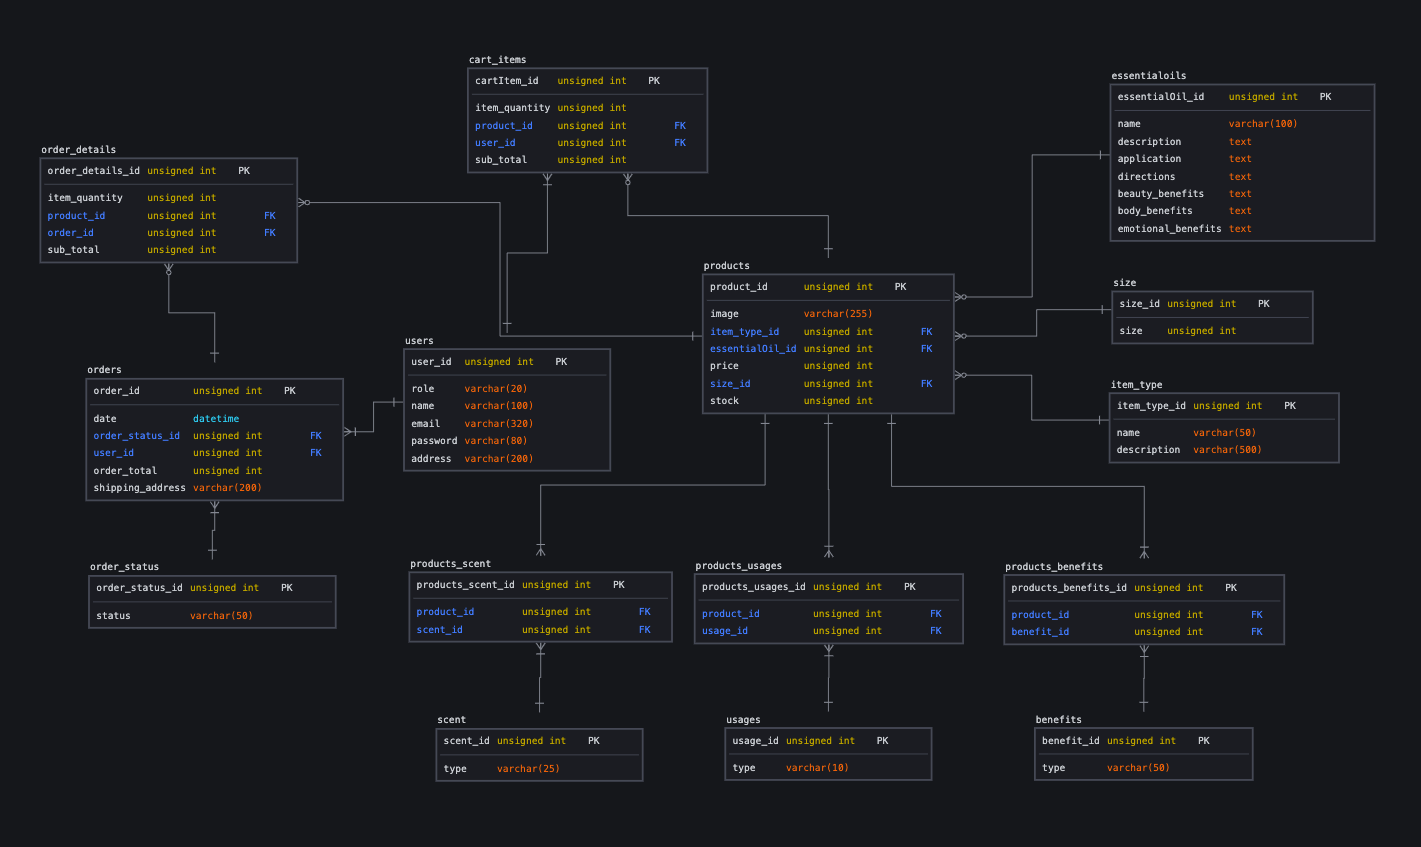 cart_items
cartItem_id unsigned int PK
item_quantity unsigned int
product_id unsigned int FK
user_id unsigned int FK
sub_total unsigned int
essentialoils
essentialOil_id unsigned int PK
name varchar(100)
description text
application text
directions text
beauty_benefits text
body_benefits text
emotional_benefits text
order_details
order_details_id unsigned int PK
item_quantity unsigned int
product_id unsigned int FK
order_id unsigned int FK
sub_total unsigned int
products
product_id unsigned int PK
image varchar(255)
item_type_id unsigned int FK
essentialOil_id unsigned int FK
price unsigned int
size_id unsigned int FK
stock unsigned int
size
size_id unsigned int PK
size unsigned int
users
user_id unsigned int PK
role varchar(20)
name varchar(100)
email varchar(320)
password varchar(80)
address varchar(200)
orders
order_id unsigned int PK
date datetime
order_status_id unsigned int FK
user_id unsigned int FK
order_total unsigned int
shipping_address varchar(200)
item_type
item_type_id unsigned int PK
name varchar(50)
description varchar(500)
order_status
order_status_id unsigned int PK
status varchar(50)
products_scent
products_scent_id unsigned int PK
product_id unsigned int FK
scent_id unsigned int FK
products_usages
products_usages_id unsigned int PK
product_id unsigned int FK
usage_id unsigned int FK
products_benefits
products_benefits_id unsigned int PK
product_id unsigned int FK
benefit_id unsigned int FK
scent
scent_id unsigned int PK
type varchar(25)
usages
usage_id unsigned int PK
type varchar(10)
benefits
benefit_id unsigned int PK
type varchar(50)